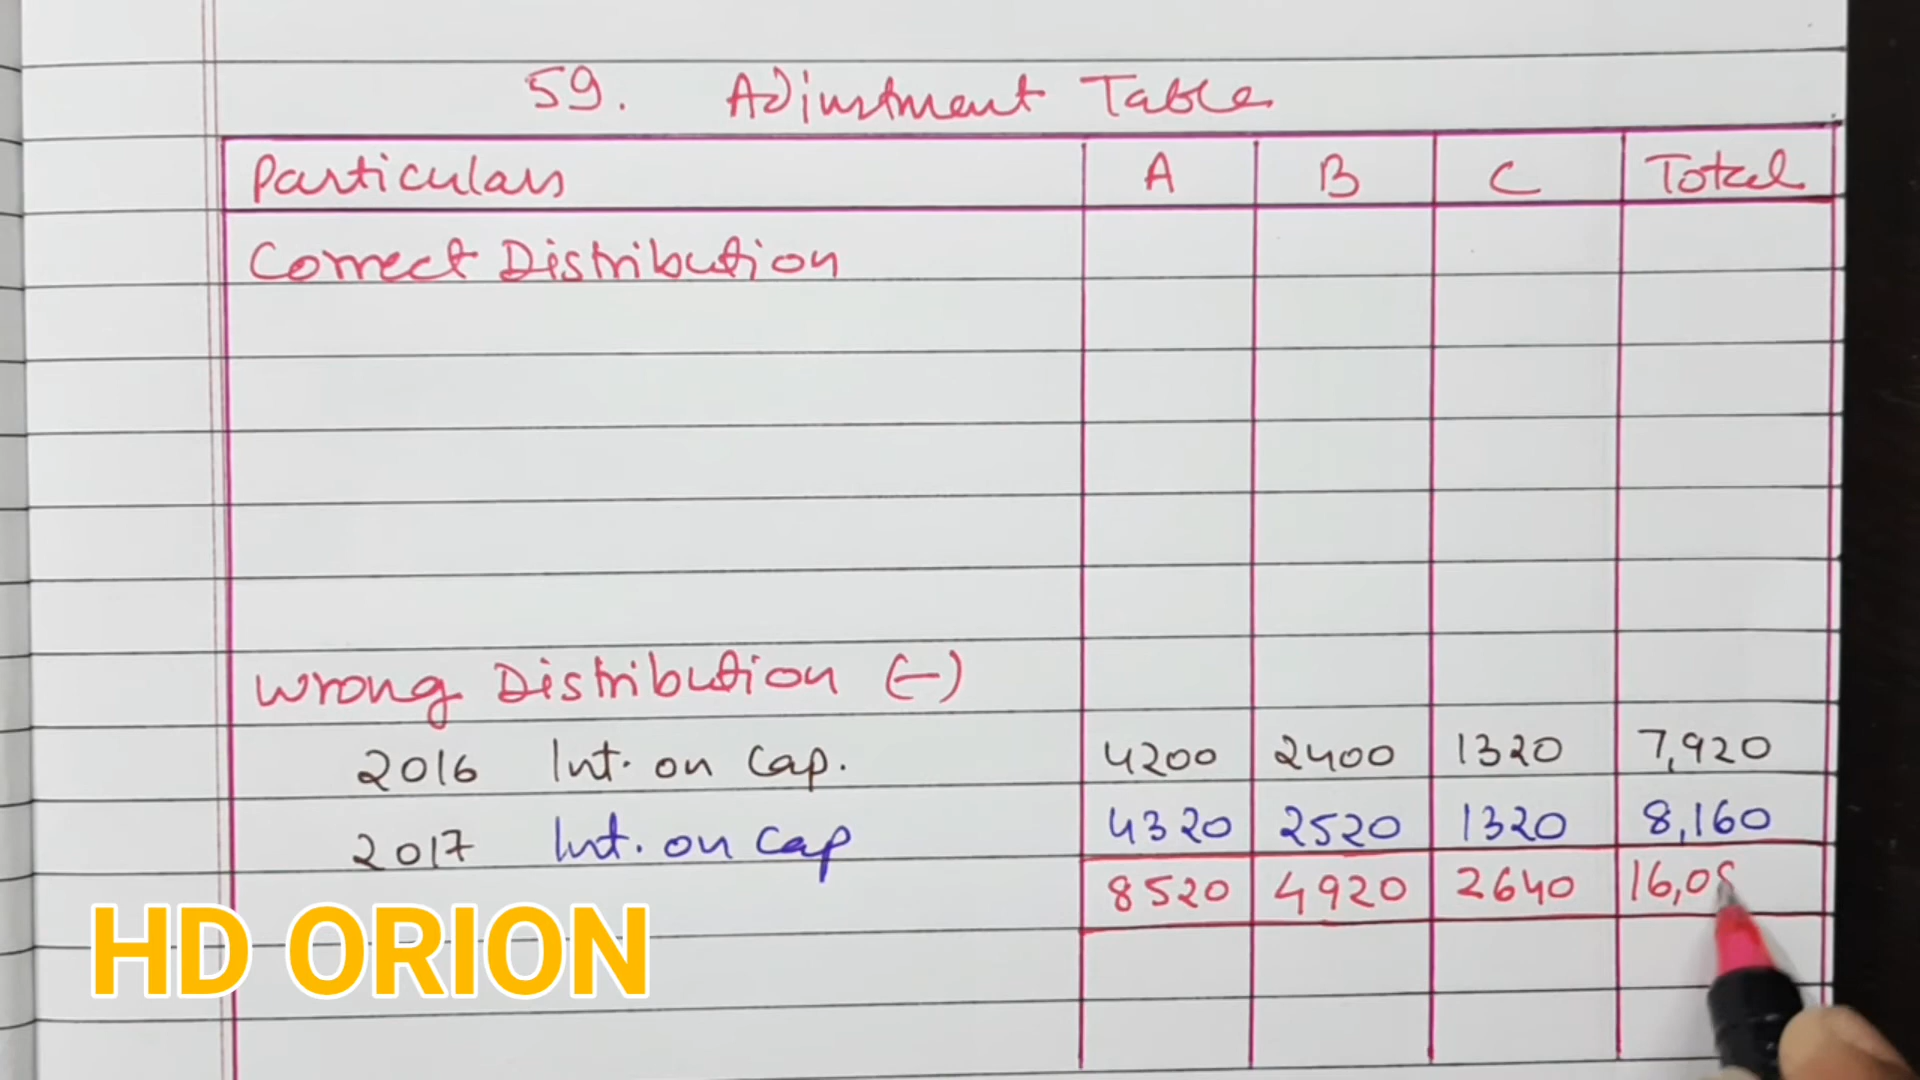 59. Adjustment Table
Particulars A B C Total
Correct Distribution
Wrong Distribution (-)
2016 Int. on Cap. 4200 2400 1320 7,920
2017 Int. on Cap 4320 2520 1320 8,160
8520 4920 2640 16,08
HD ORION